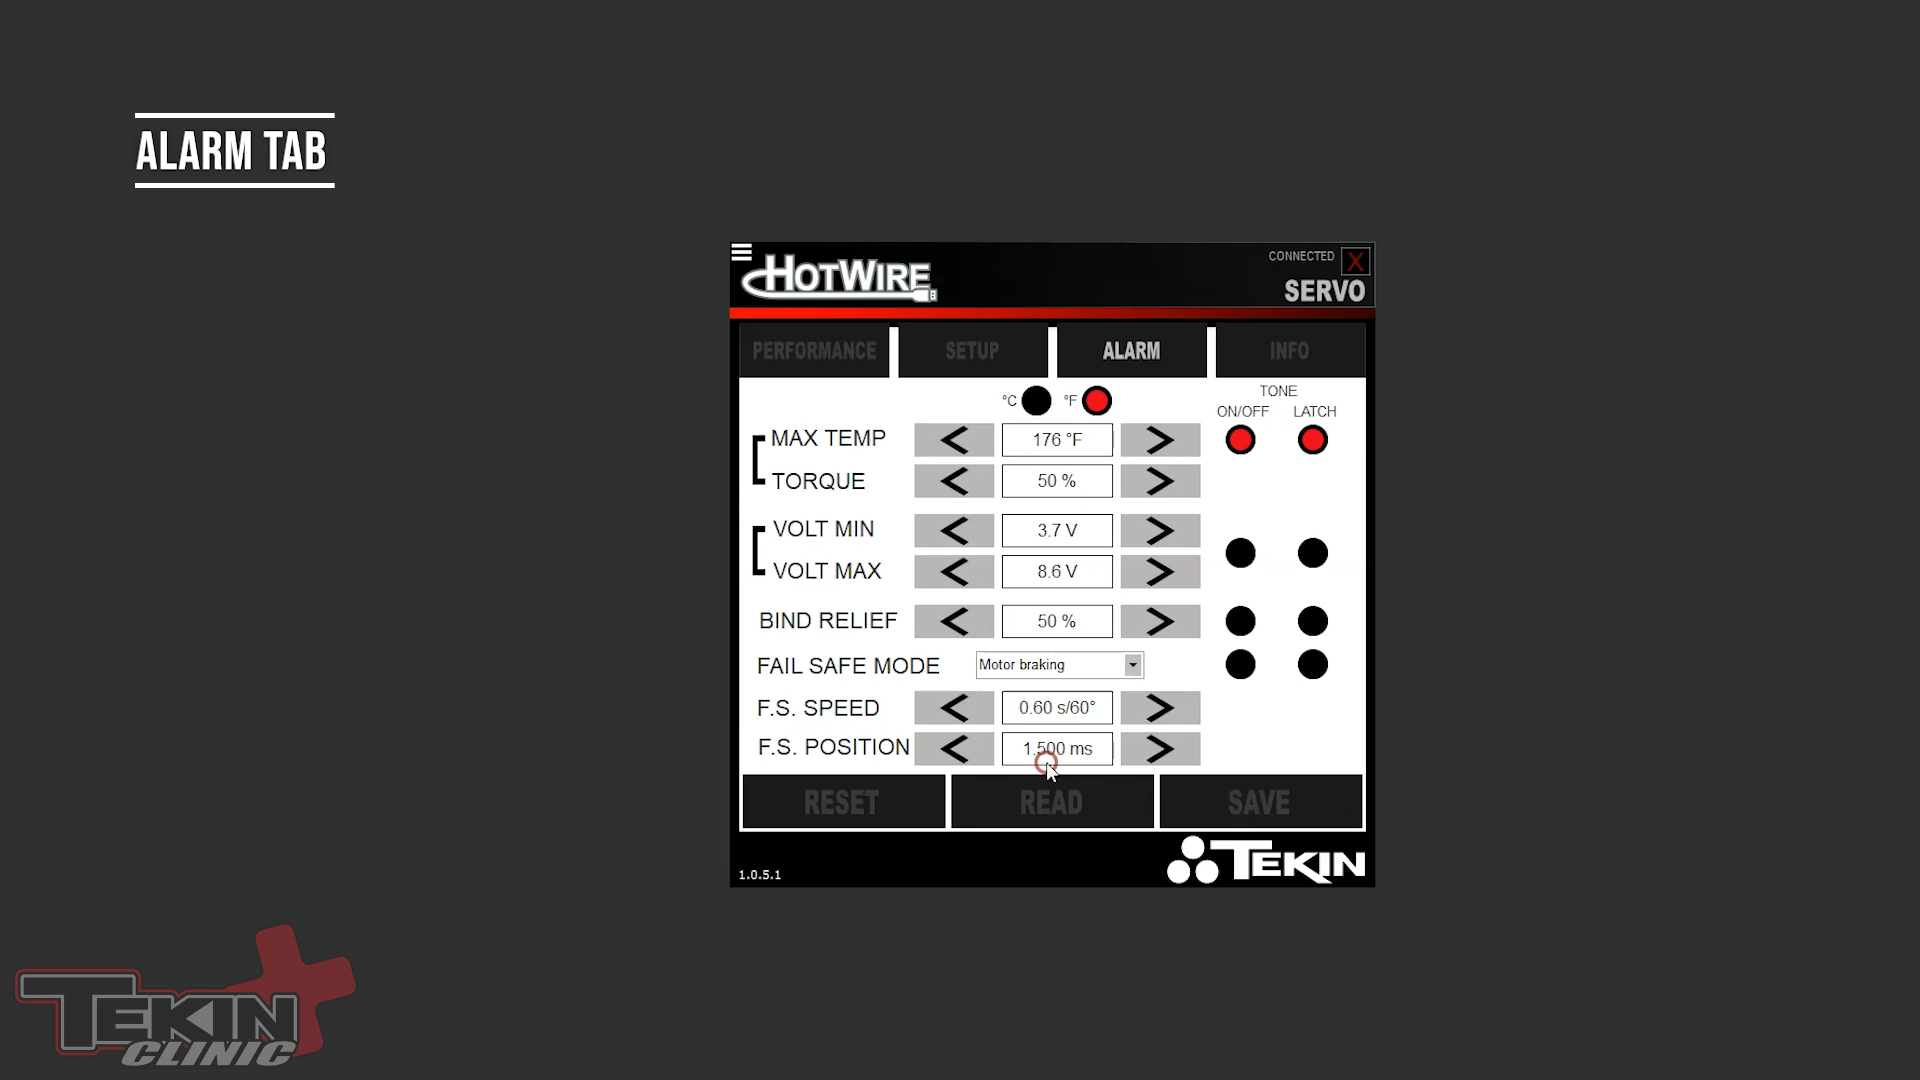 ALARM TAB
HOTWIRE
CONNECTED X
SERVO
PERFORMANCE SETUP ALARM INFO
°C °F TONE
ON/OFF LATCH
MAX TEMP < 176 °F >
TORQUE < 50 % >
VOLT MIN < 3.7 V >
VOLT MAX < 8.6 V >
BIND RELIEF < 50 % >
FAIL SAFE MODE Motor braking
F.S. SPEED < 0.60 s/60° >
F.S. POSITION < 1.500 ms >
RESET READ SAVE
TEKIN
1.0.5.1
TEKIN
CLINIC